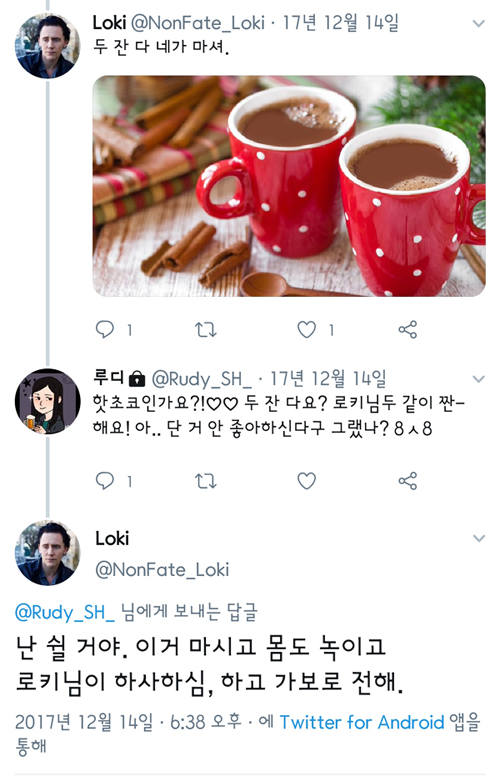 Loki @NonFate_Loki · 17년 12월 14일
두 잔 다 네가 마셔.
1
1
루디 @Rudy_SH_ · 17년 12월 14일
핫초코인가요?!♡♡ 두 잔 다요? 로키님두 같이 짠-
해요! 아.. 단 거 안 좋아하신다구 그랬나? 8ㅅ8
1
Loki
@NonFate_Loki
@Rudy_SH_ 님에게 보내는 답글
난 쉴 거야. 이거 마시고 몸도 녹이고
로키님이 하사하심, 하고 가보로 전해.
2017년 12월 14일 · 6:38 오후 · 에 Twitter for Android 앱을
통해